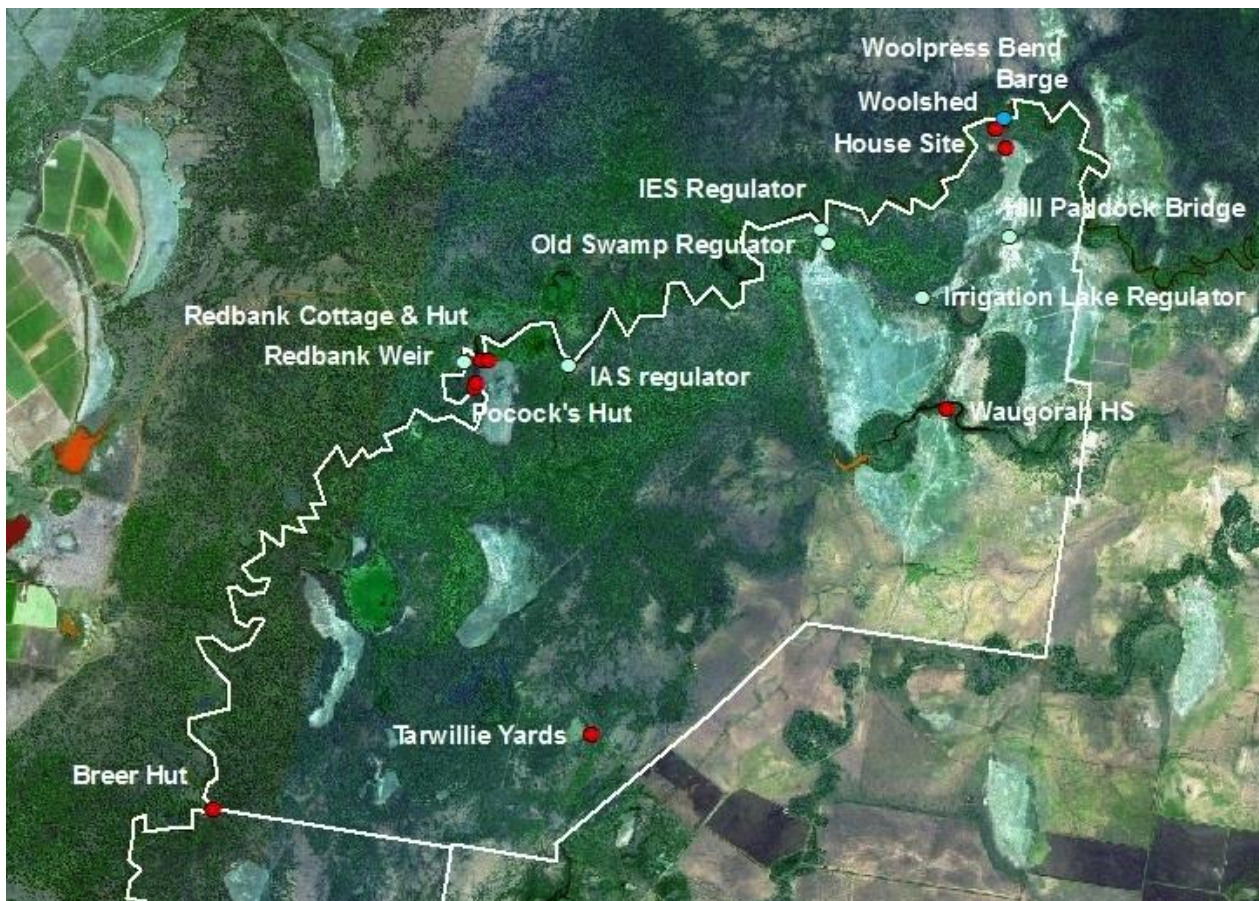 Woolpress Bend
Barge
Woolshed
House Site
IES Regulator
Hill Paddock Bridge
Old Swamp Regulator
Irrigation Lake Regulator
Redbank Cottage & Hut
Redbank Weir
IAS regulator
Pocock's Hut
Waugorah HS
Tarwillie Yards
Breer Hut